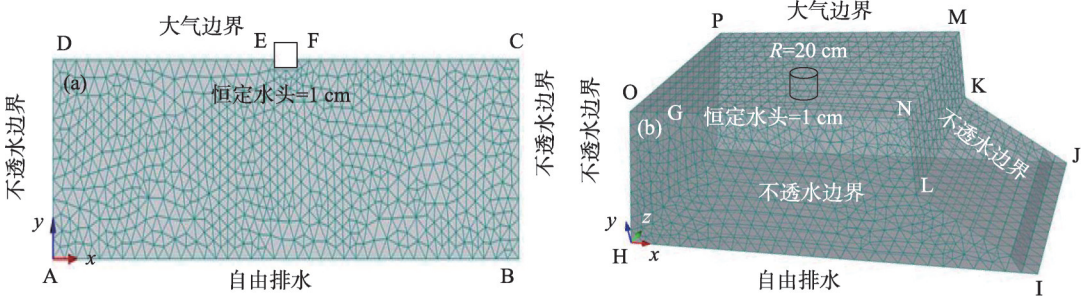 大气边界
D
E
F
C
(a)
恒定水头=1 cm
不透水边界
不透水边界
y
x
A
自由排水
B
大气边界
P
M
R=20 cm
O
G
(b)
恒定水头=1 cm
N
K
不透水边界
不透水边界
J
不透水边界
L
y
z
x
H
自由排水
I